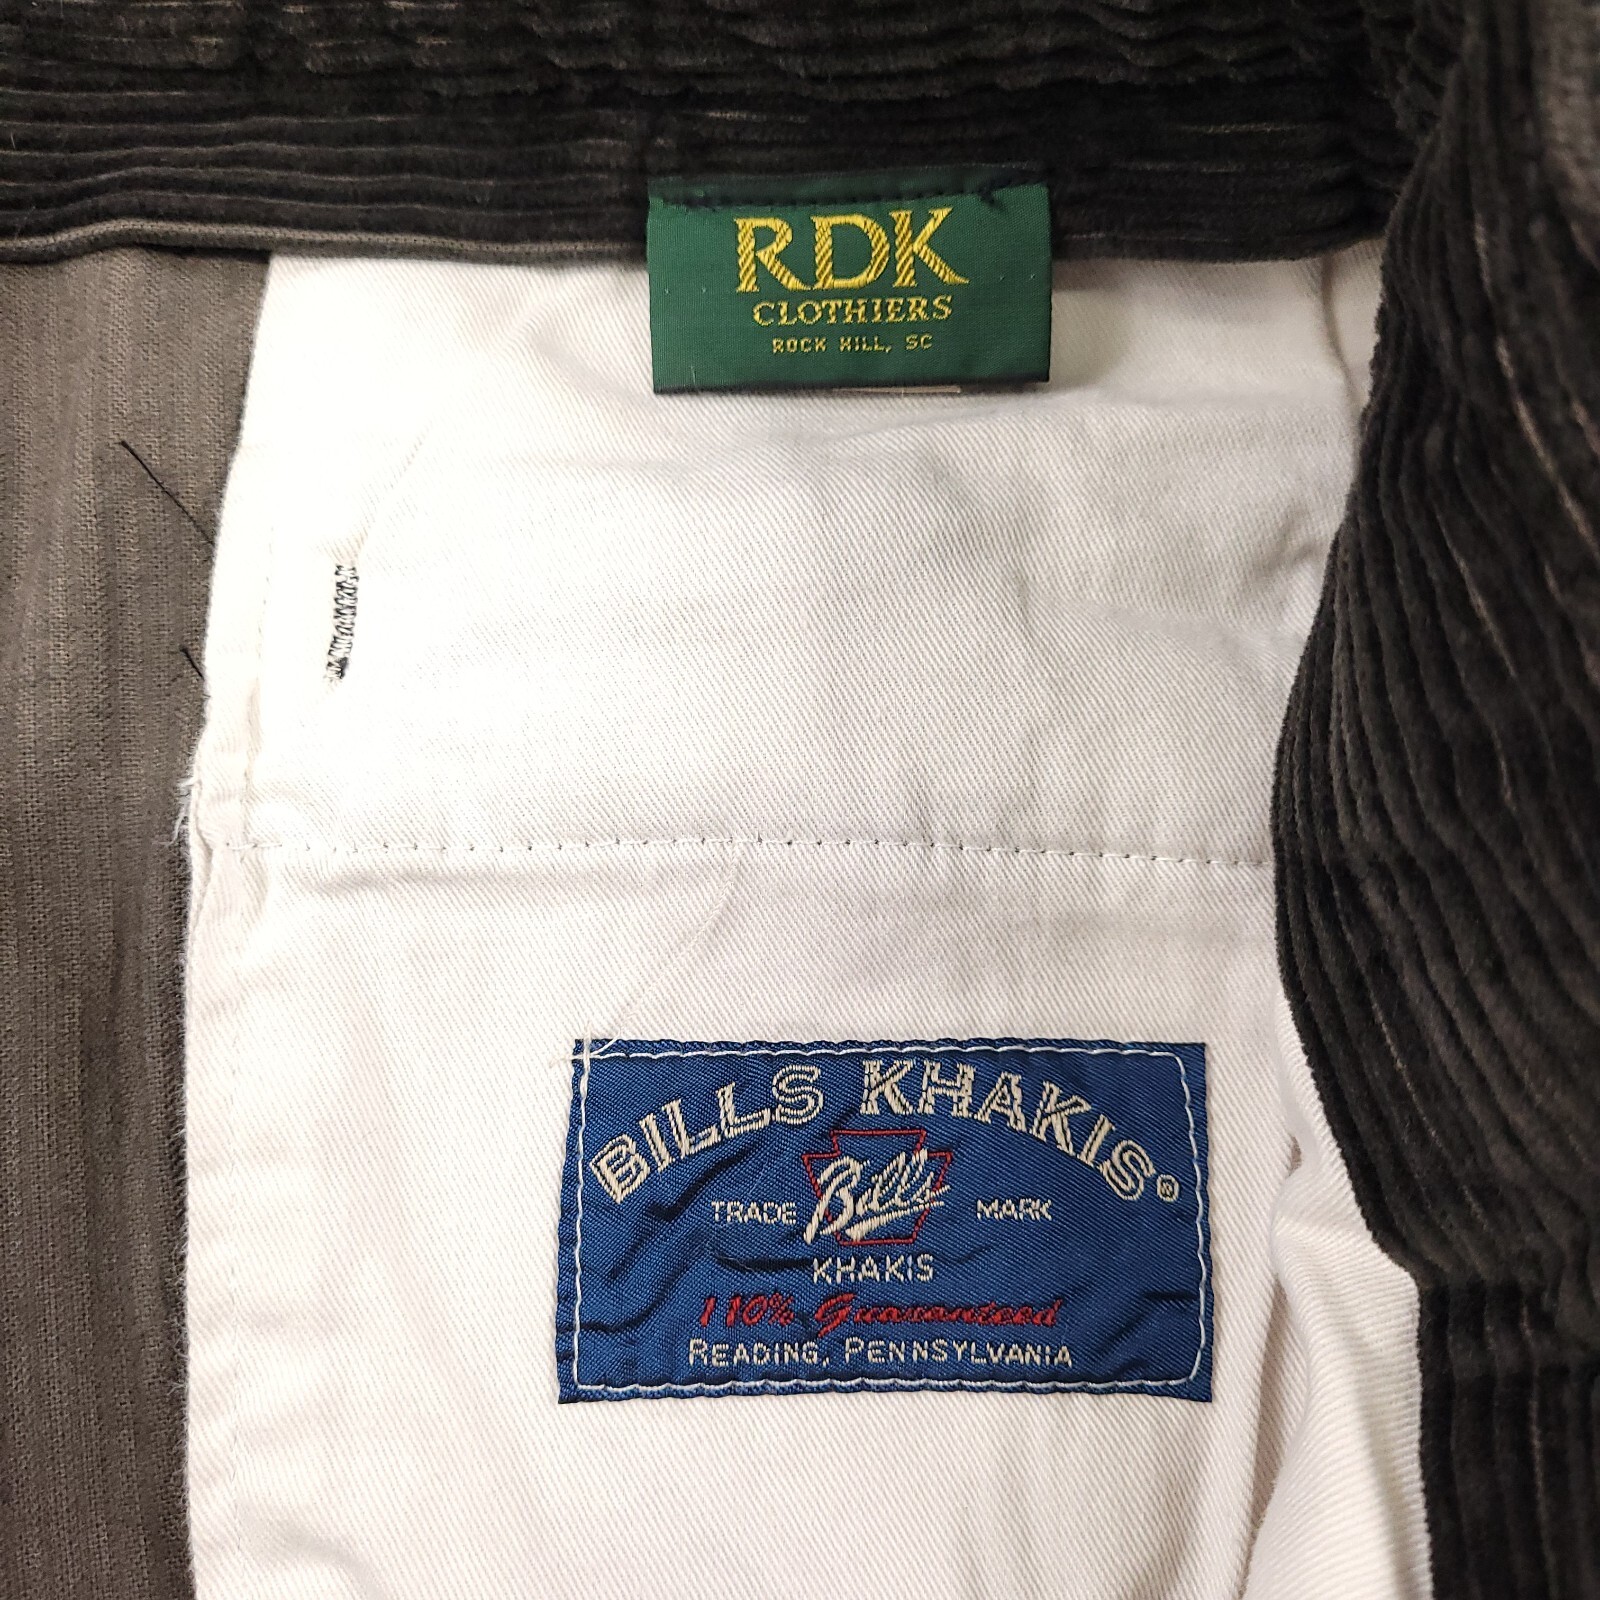 RDK
CLOTHIERS
ROCK HILL, SC
BILLS KHAKIS®
TRADE Bills MARK
KHAKIS
110% Guaranteed
READING, PENNSYLVANIA